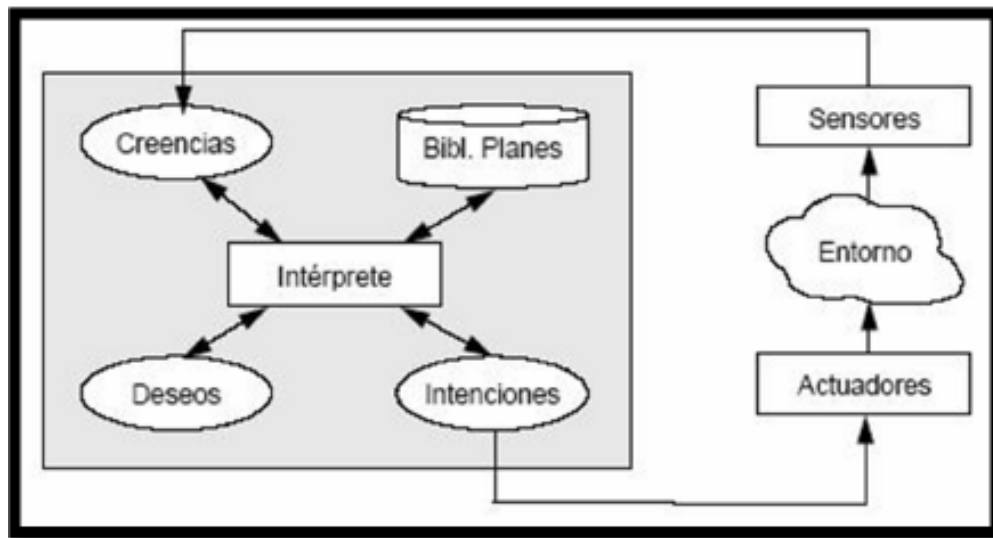 Creencias
Bibl. Planes
Sensores
Intérprete
Entorno
Deseos
Intenciones
Actuadores